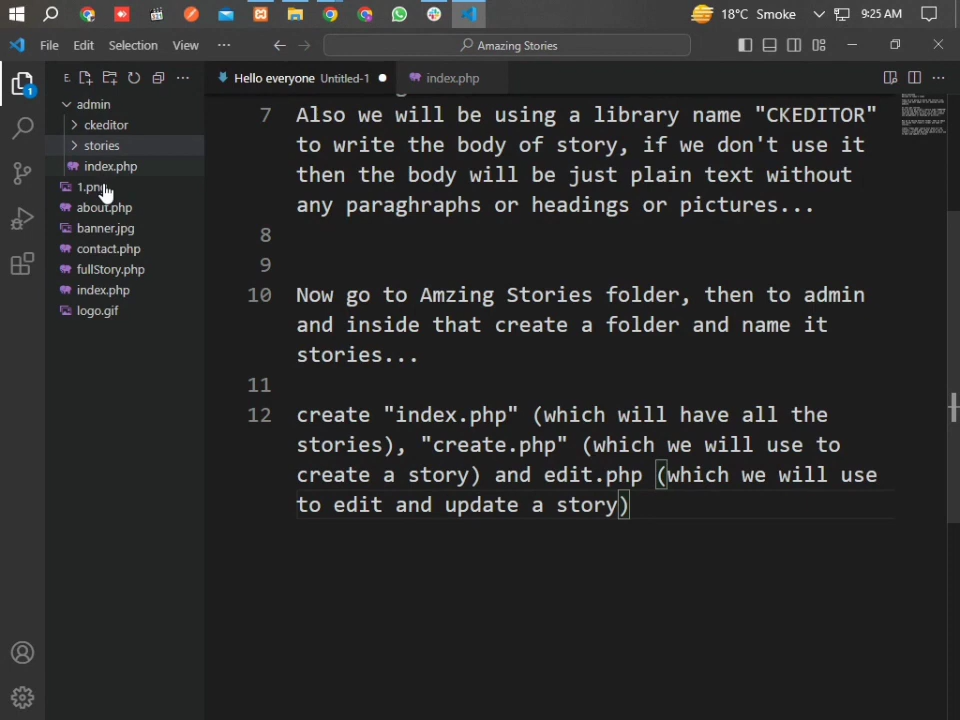 18°C Smoke 9:25 AM
File Edit Selection View ··· Amazing Stories
E Hello everyone Untitled-1 index.php
1
admin
ckeditor
stories
index.php
about.php
banner.jpg
contact.php
fullStory.php
index.php
logo.gif
7 Also we will be using a library name "CKEDITOR"
to write the body of story, if we don't use it
then the body will be just plain text without
any paraghraphs or headings or pictures...
8
9
10 Now go to Amzing Stories folder, then to admin
and inside that create a folder and name it
stories...
11
12 create "index.php" (which will have all the
stories), "create.php" (which we will use to
create a story) and edit.php (which we will use
to edit and update a story)